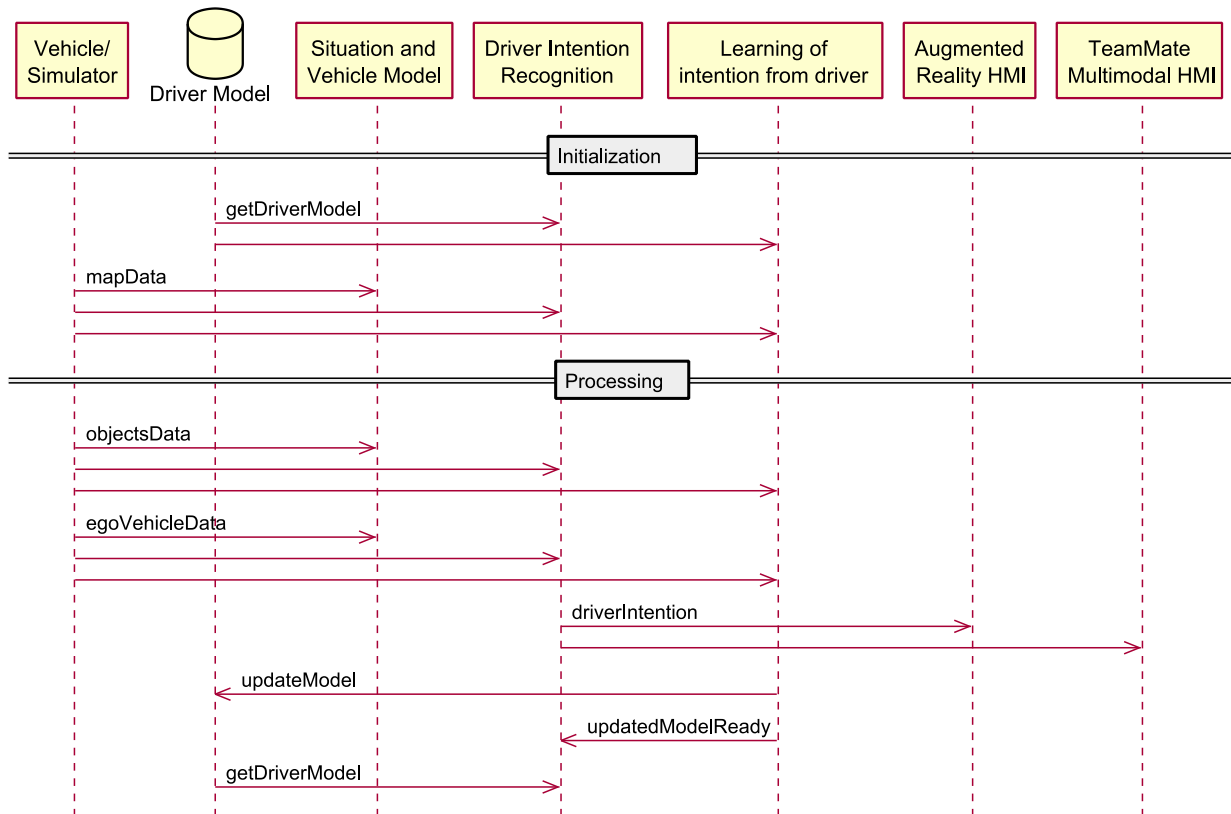 Vehicle/
Simulator
Driver Model
Situation and
Vehicle Model
Driver Intention
Recognition
Learning of
intention from driver
Augmented
Reality HMI
TeamMate
Multimodal HMI
Initialization
getDriverModel
mapData
Processing
objectsData
egoVehicleData
driverIntention
updateModel
updatedModelReady
getDriverModel